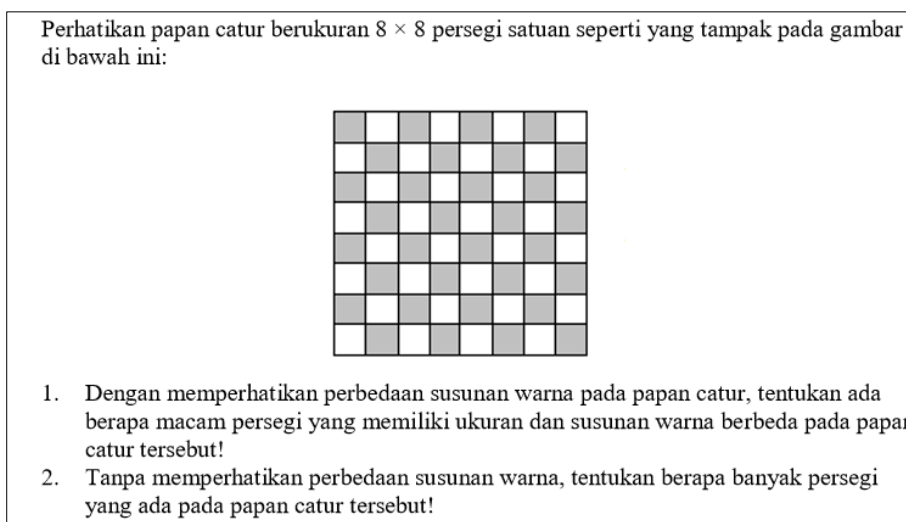 Perhatikan papan catur berukuran 8 × 8 persegi satuan seperti yang tampak pada gambar
di bawah ini:
1. Dengan memperhatikan perbedaan susunan warna pada papan catur, tentukan ada
berapa macam persegi yang memiliki ukuran dan susunan warna berbeda pada
catur tersebut!
2. Tanpa memperhatikan perbedaan susunan warna, tentukan berapa banyak persegi
yang ada pada papan catur tersebut!